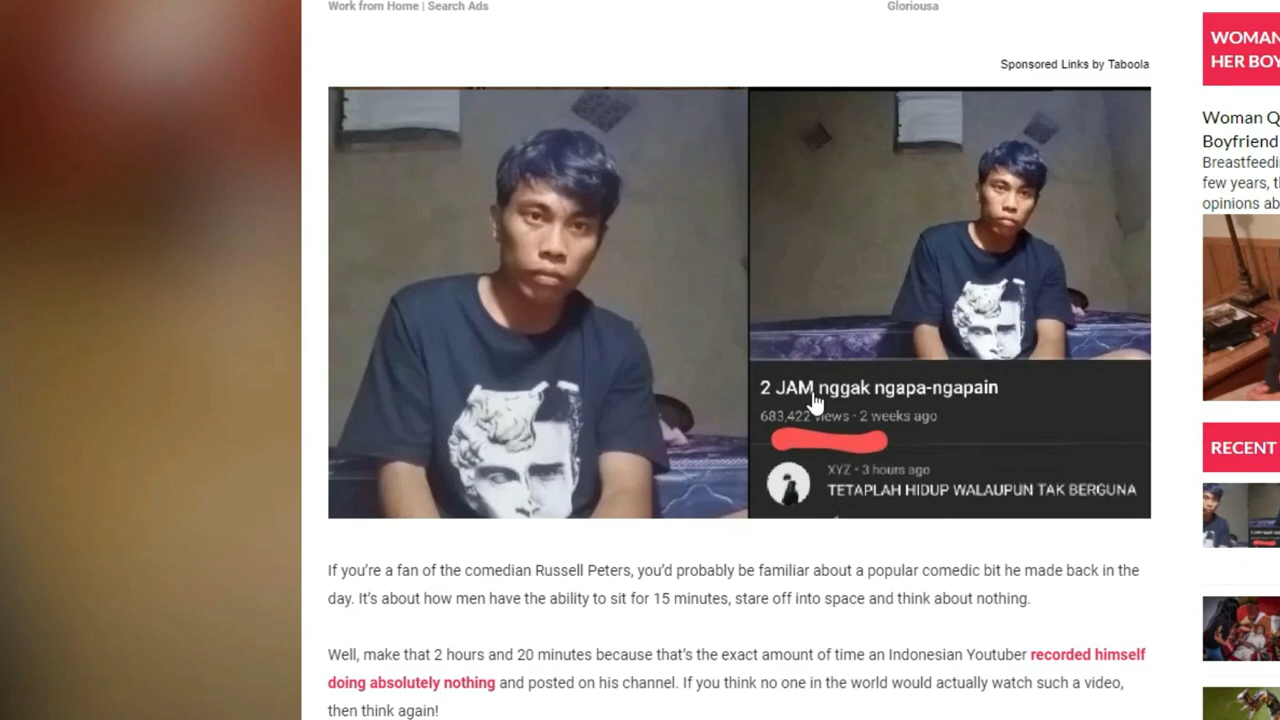 Work from Home | Search Ads
Gloriousa
Sponsored Links by Taboola
2 JAM nggak ngapa-ngapain
683,422 views · 2 weeks ago
XYZ • 3 hours ago
TETAPLAH HIDUP WALAUPUN TAK BERGUNA
If you're a fan of the comedian Russell Peters, you'd probably be familiar about a popular comedic bit he made back in the
day. It's about how men have the ability to sit for 15 minutes, stare off into space and think about nothing.
Well, make that 2 hours and 20 minutes because that's the exact amount of time an Indonesian Youtuber recorded himself
doing absolutely nothing and posted on his channel. If you think no one in the world would actually watch such a video,
then think again!
WOMAN
HER BOY
Woman Q
Boyfriend
Breastfeedi
few years, t
opinions ab
RECENT